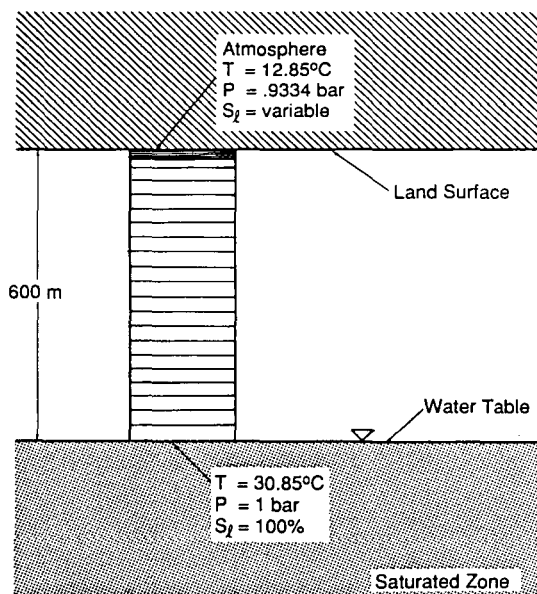 Atmosphere
T = 12.85ºC
P = .9334 bar
Sℓ = variable
Land Surface
600 m
Water Table
T = 30.85ºC
P = 1 bar
Sℓ = 100%
Saturated Zone